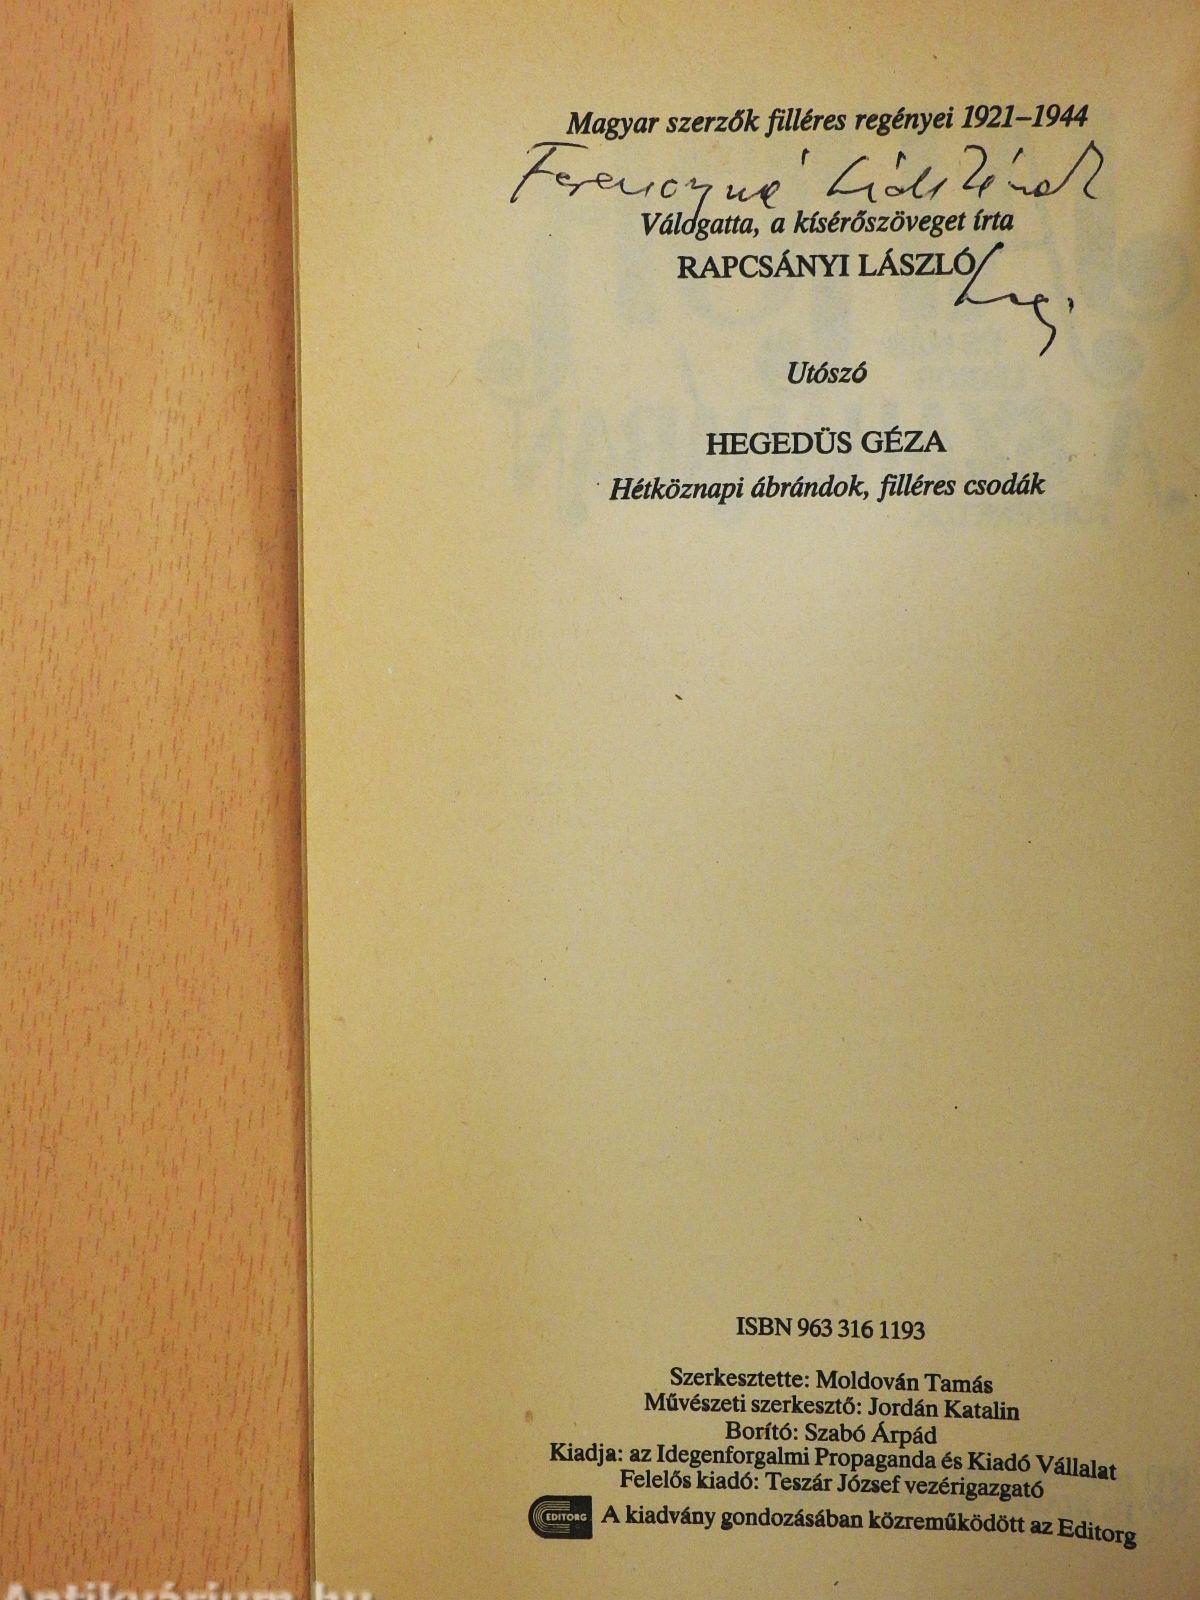 Magyar szerzők filléres regényei 1921–1944
Válogatta, a kísérőszöveget írta
RAPCSÁNYI LÁSZLÓ
Utószó
HEGEDÜS GÉZA
Hétköznapi ábrándok, filléres csodák
ISBN 963 316 1193
Szerkesztette: Moldován Tamás
Művészeti szerkesztő: Jordán Katalin
Borító: Szabó Árpád
Kiadja: az Idegenforgalmi Propaganda és Kiadó Vállalat
Felelős kiadó: Teszár József vezérigazgató
EDITORG A kiadvány gondozásában közreműködött az Editorg
Antikvárium.hu